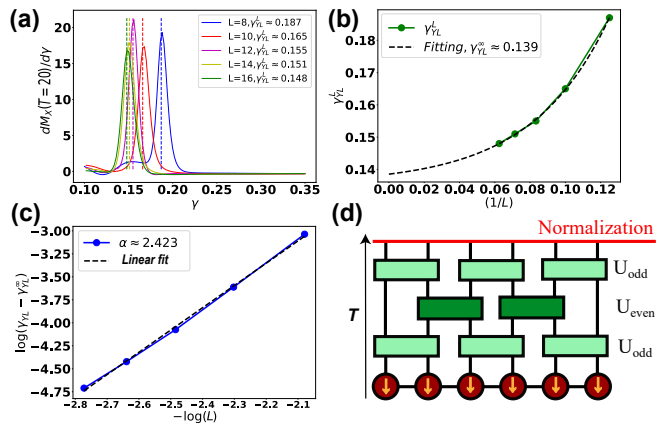 (a)
dM_X(T = 20)/dγ
20
15
10
5
0
0.10 0.15 0.20 0.25 0.30 0.35
γ
L=8,γ^L_YL ≈ 0.187
L=10,γ^L_YL ≈ 0.165
L=12,γ^L_YL ≈ 0.155
L=14,γ^L_YL ≈ 0.151
L=16,γ^L_YL ≈ 0.148
(b)
γ^L_YL
0.18
0.17
0.16
0.15
0.14
0.00 0.02 0.04 0.06 0.08 0.10 0.12
(1/L)
γ^L_YL
Fitting, γ^∞_YL ≈ 0.139
(c)
log(γ_YL − γ^∞_YL)
−3.00
−3.25
−3.50
−3.75
−4.00
−4.25
−4.50
−4.75
−2.8 −2.7 −2.6 −2.5 −2.4 −2.3 −2.2 −2.1
−log(L)
α ≈ 2.423
Linear fit
(d)
Normalization
U_odd
U_even
U_odd
T